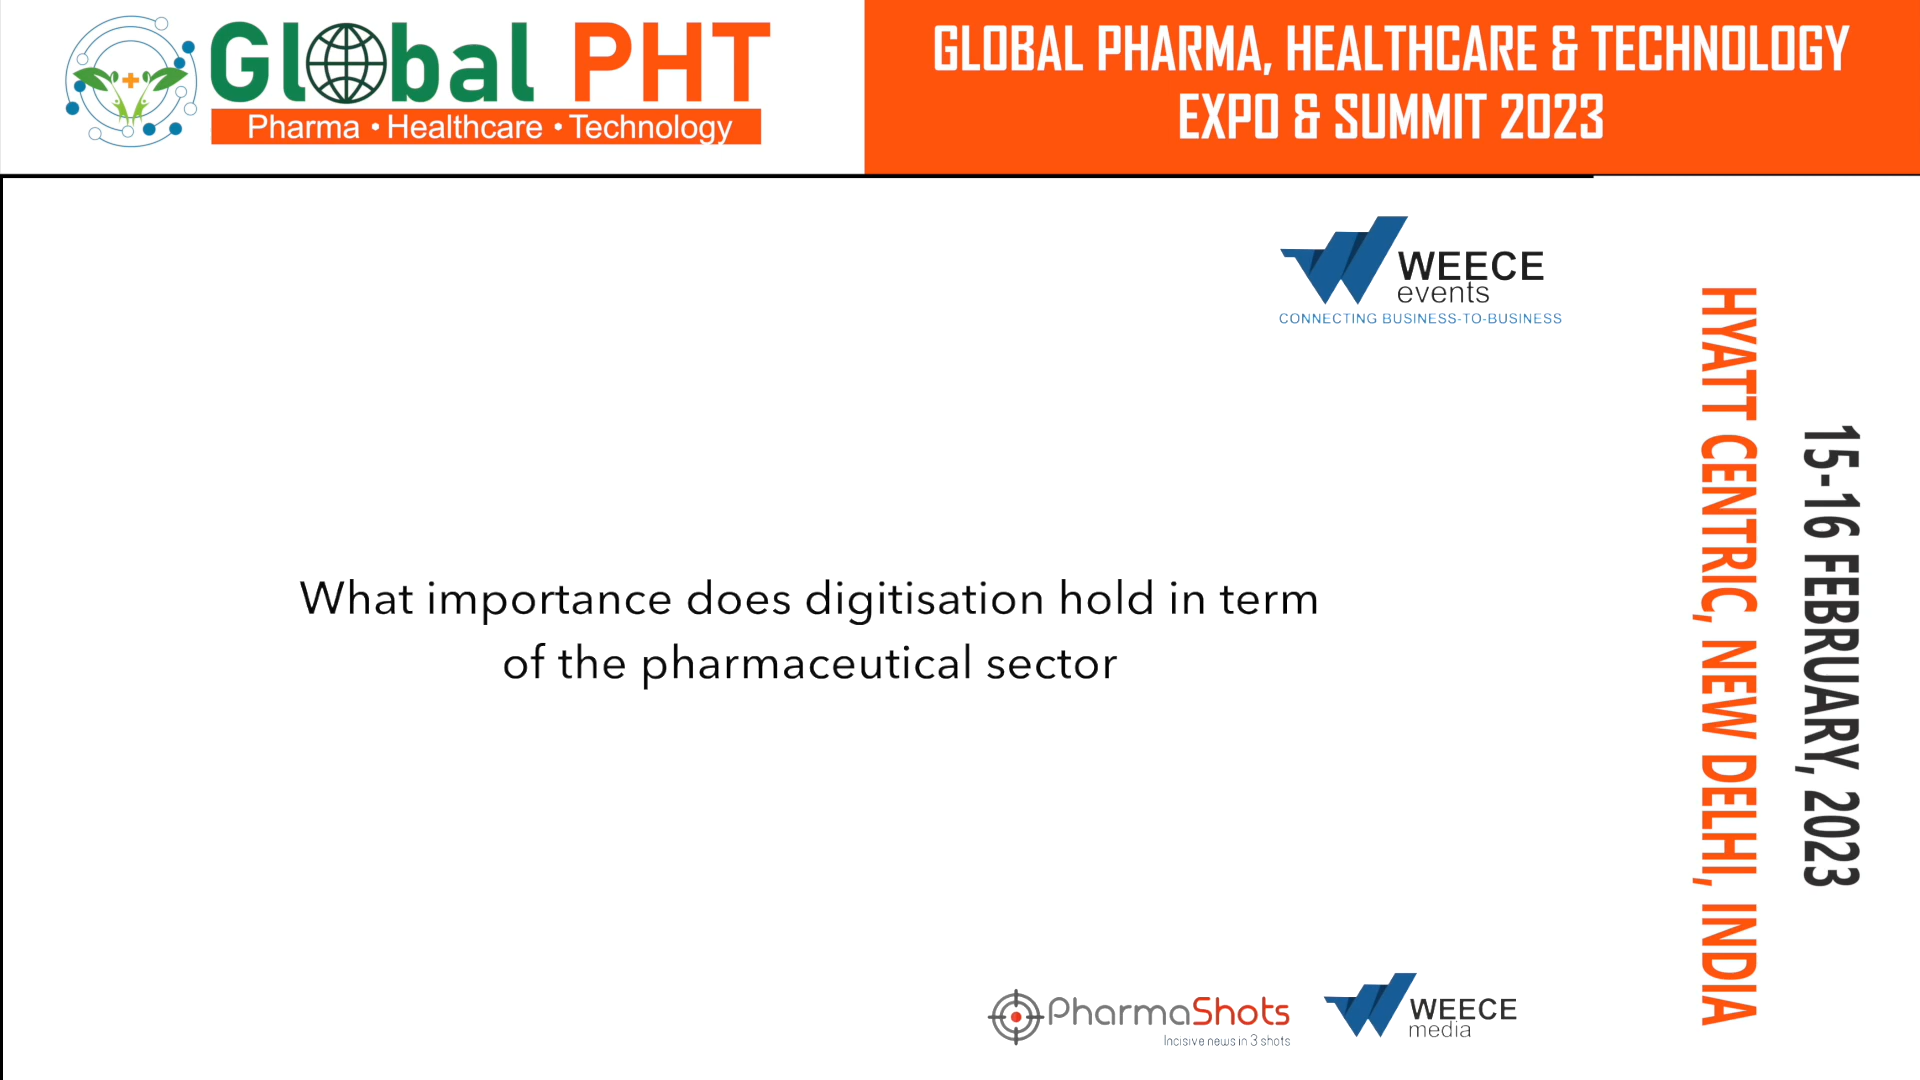 Global PHT
Pharma • Healthcare • Technology
GLOBAL PHARMA, HEALTHCARE & TECHNOLOGY
EXPO & SUMMIT 2023
WEECE
events
CONNECTING BUSINESS-TO-BUSINESS
What importance does digitisation hold in term
of the pharmaceutical sector
HYATT CENTRIC, NEW DELHI, INDIA
15-16 FEBRUARY, 2023
PharmaShots
Incisive news in 3 shots
WEECE
media